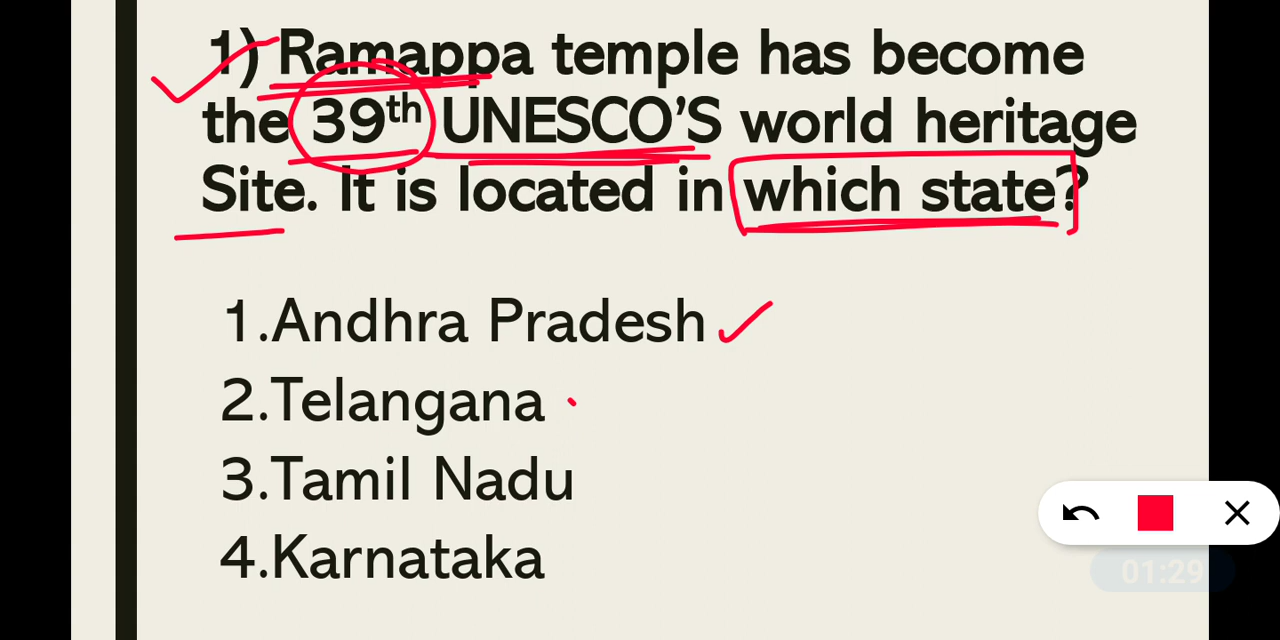 1) Ramappa temple has become
the 39th UNESCO'S world heritage
Site. It is located in which state?
1.Andhra Pradesh
2.Telangana
3.Tamil Nadu
4.Karnataka
01:29